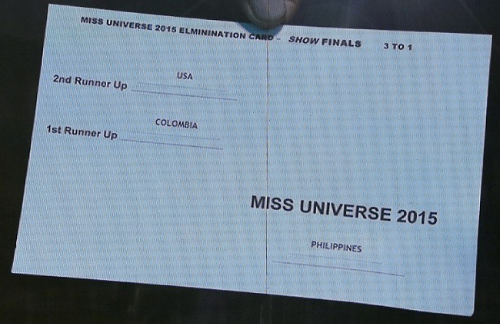 MISS UNIVERSE 2015 ELMININATION CARD - SHOW FINALS 3 TO 1
2nd Runner Up USA
1st Runner Up COLOMBIA
MISS UNIVERSE 2015
PHILIPPINES